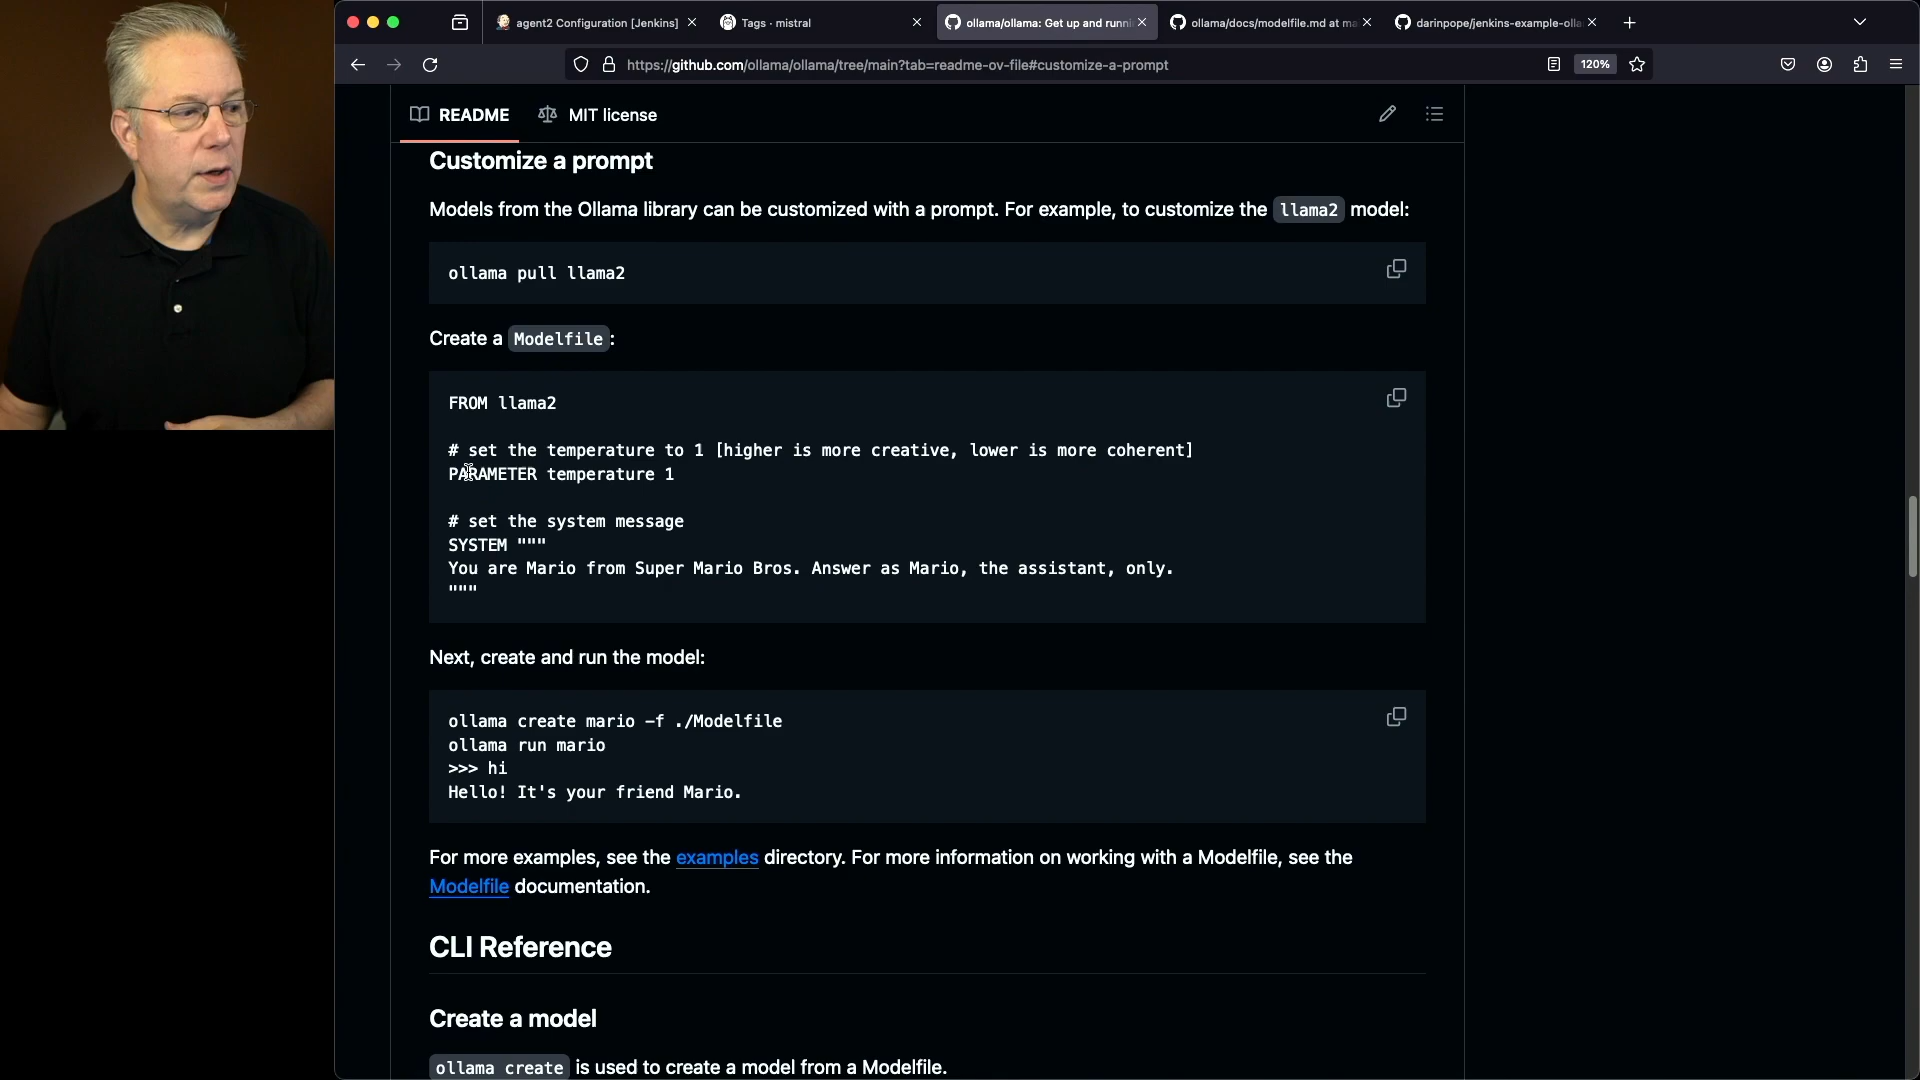 agent2 Configuration [Jenkins]
Tags · mistral
ollama/ollama: Get up and runni
ollama/docs/modelfile.md at ma
darinpope/jenkins-example-olla
https://github.com/ollama/ollama/tree/main?tab=readme-ov-file#customize-a-prompt
120%
README
MIT license
Customize a prompt
Models from the Ollama library can be customized with a prompt. For example, to customize the llama2 model:
ollama pull llama2
Create a Modelfile:
FROM llama2
# set the temperature to 1 [higher is more creative, lower is more coherent]
PARAMETER temperature 1
# set the system message
SYSTEM """
You are Mario from Super Mario Bros. Answer as Mario, the assistant, only.
"""
Next, create and run the model:
ollama create mario -f ./Modelfile
ollama run mario
>>> hi
Hello! It's your friend Mario.
For more examples, see the examples directory. For more information on working with a Modelfile, see the
Modelfile documentation.
CLI Reference
Create a model
ollama create is used to create a model from a Modelfile.